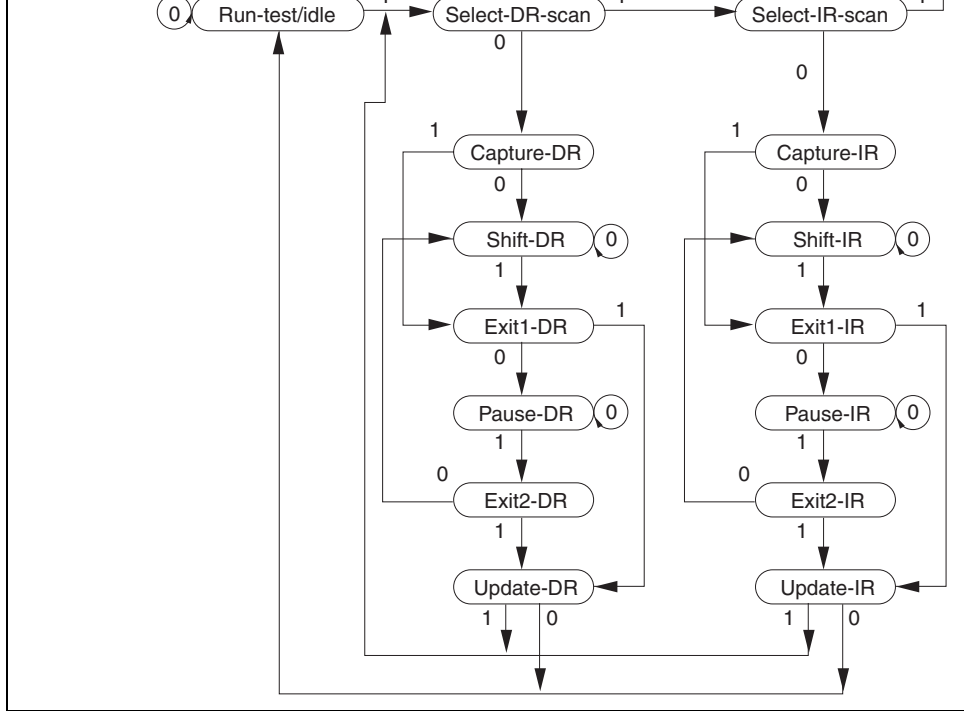 0 Run-test/idle Select-DR-scan Select-IR-scan
0
0
1 1
Capture-DR Capture-IR
0 0
Shift-DR 0 Shift-IR 0
1 1
Exit1-DR 1 Exit1-IR 1
0 0
Pause-DR 0 Pause-IR 0
1 1
0 0
Exit2-DR Exit2-IR
1 1
Update-DR Update-IR
1 0 1 0